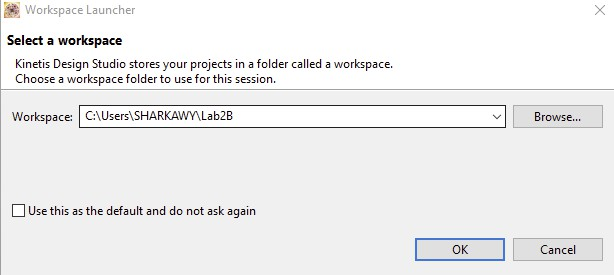 Workspace Launcher
Select a workspace
Kinetis Design Studio stores your projects in a folder called a workspace.
Choose a workspace folder to use for this session.
Workspace: C:\Users\SHARKAWY\Lab2B Browse...
Use this as the default and do not ask again
OK Cancel